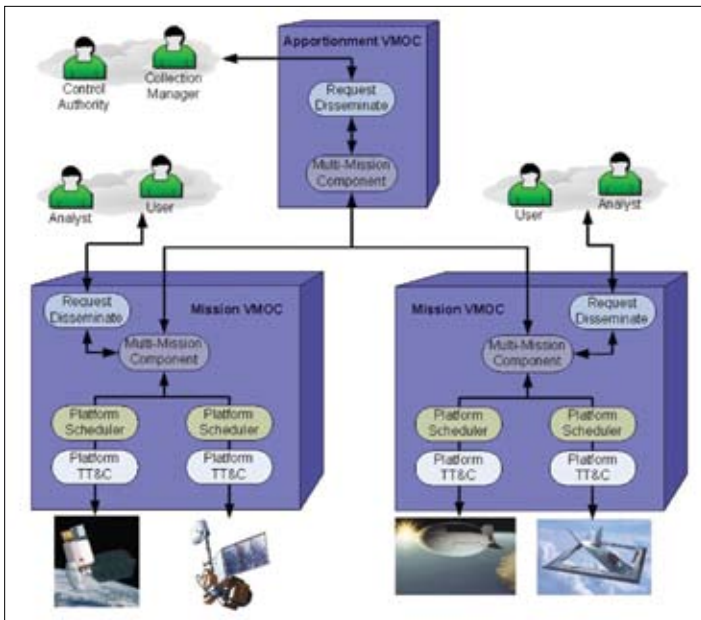 Apportionment VMOC
Control
Authority
Collection
Manager
Request
Disseminate
Multi-Mission
Component
Analyst
User
User
Analyst
Mission VMOC
Request
Disseminate
Multi-Mission
Component
Platform
Scheduler
Platform
Scheduler
Platform
TT&C
Platform
TT&C
Mission VMOC
Request
Disseminate
Multi-Mission
Component
Platform
Scheduler
Platform
Scheduler
Platform
TT&C
Platform
TT&C